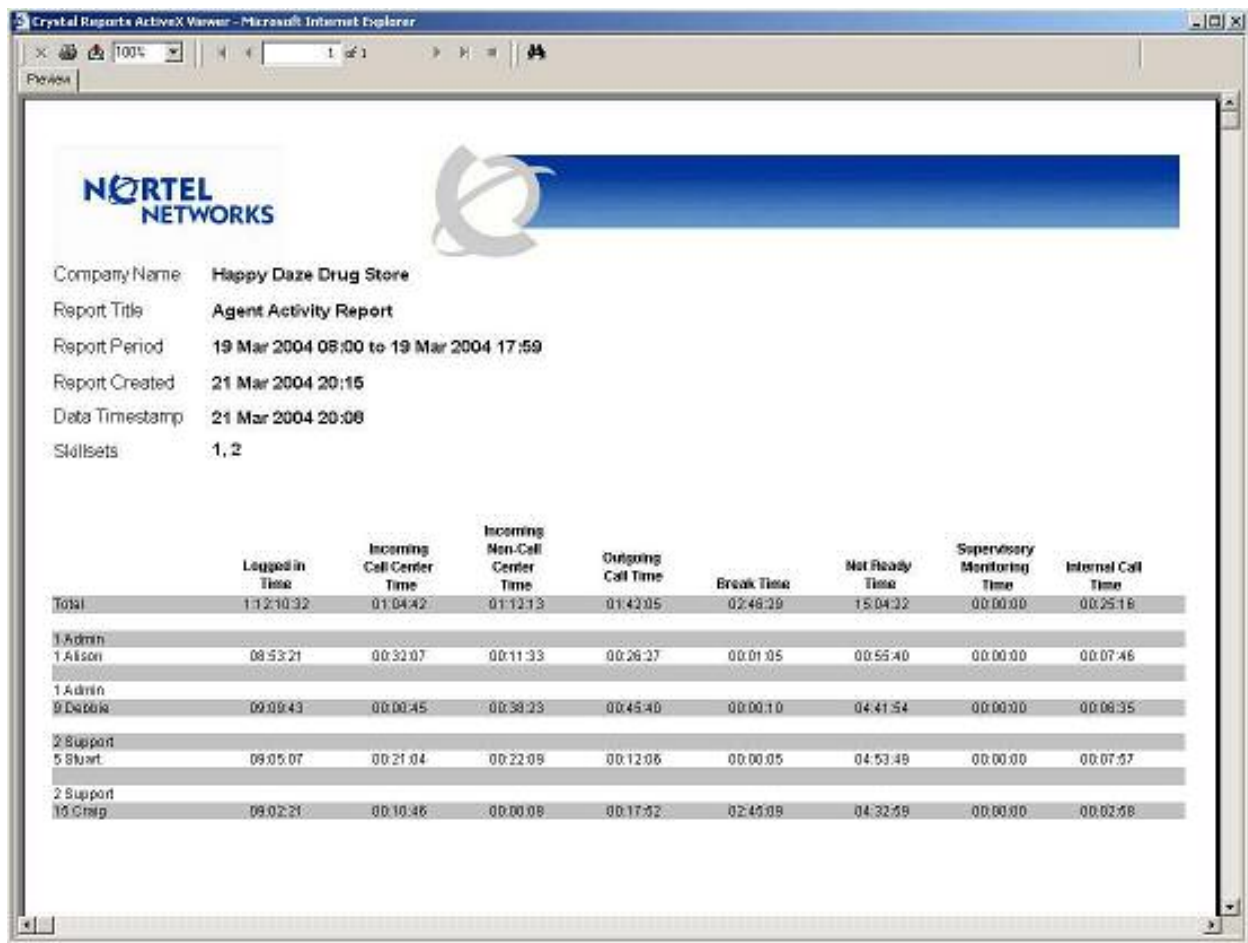 Crystal Reports ActiveX Viewer - Microsoft Internet Explorer
100% 1 of 1
Preview
NORTEL
NETWORKS
Company Name Happy Daze Drug Store
Report Title Agent Activity Report
Report Period 19 Mar 2004 08:00 to 19 Mar 2004 17:59
Report Created 21 Mar 2004 20:15
Data Timestamp 21 Mar 2004 20:08
Skillsets 1, 2
Logged in Time Incoming Call Center Time Incoming Non-Call Center Time Outgoing Call Time Break Time Not Ready Time Supervisory Monitoring Time Internal Call Time
Total 1:12:10:32 01:04:42 01:12:13 01:42:05 02:46:29 15:04:22 00:00:00 00:25:16
1 Admin
1 Alison 08:53:21 00:32:07 00:11:33 00:26:27 00:01:05 00:55:40 00:00:00 00:07:46
1 Admin
9 Debbie 09:09:43 00:00:45 00:38:23 00:45:40 00:00:10 04:41:54 00:00:00 00:06:35
2 Support
5 Stuart 09:05:07 00:21:04 00:22:09 00:12:06 00:00:05 04:53:49 00:00:00 00:07:57
2 Support
15 Craig 09:02:21 00:10:46 00:00:08 00:17:52 02:45:09 04:32:59 00:00:00 00:02:58